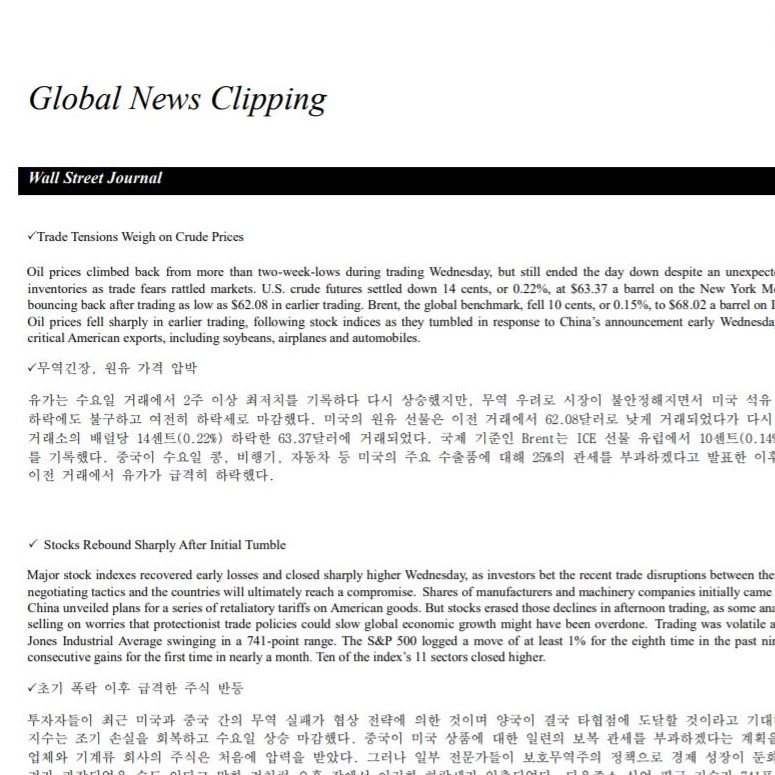 Global News Clipping
Wall Street Journal
✓Trade Tensions Weigh on Crude Prices
Oil prices climbed back from more than two-week-lows during trading Wednesday, but still ended the day down despite an
inventories as trade fears rattled markets. U.S. crude futures settled down 14 cents, or 0.22%, at $63.37 a barrel on the New York
bouncing back after trading as low as $62.08 in earlier trading. Brent, the global benchmark, fell 10 cents, or 0.15%, to $68.02 a barrel on
Oil prices fell sharply in earlier trading, following stock indices as they tumbled in response to China's announcement early
critical American exports, including soybeans, airplanes and automobiles.
✓무역긴장, 원유 가격 압박
유가는 수요일 거래에서 2주 이상 최저치를 기록하다 다시 상승했지만, 무역 우려로 시장이 불안정해지면서 미국 석유
하락에도 불구하고 여전히 하락세로 마감했다. 미국의 원유 선물은 이전 거래에서 62.08달러로 낮게 거래되었다가 다시
거래소의 배럴당 14센트(0.22%) 하락한 63.37달러에 거래되었다. 국제 기준인 Brent는 ICE 선물 유럽에서 10센트(0.14%
를 기록했다. 중국이 수요일 콩, 비행기, 자동차 등 미국의 주요 수출품에 대해 25%의 관세를 부과하겠다고 발표한 이후
이전 거래에서 유가가 급격히 하락했다.
✓ Stocks Rebound Sharply After Initial Tumble
Major stock indexes recovered early losses and closed sharply higher Wednesday, as investors bet the recent trade disruptions between the
negotiating tactics and the countries will ultimately reach a compromise. Shares of manufacturers and machinery companies initially came
China unveiled plans for a series of retaliatory tariffs on American goods. But stocks erased those declines in afternoon trading, as some
selling on worries that protectionist trade policies could slow global economic growth might have been overdone. Trading was volatile
Jones Industrial Average swinging in a 741-point range. The S&P 500 logged a move of at least 1% for the eighth time in the past
consecutive gains for the first time in nearly a month. Ten of the index's 11 sectors closed higher.
✓초기 폭락 이후 급격한 주식 반등
투자자들이 최근 미국과 중국 간의 무역 실패가 협상 전략에 의한 것이며 양국이 결국 타협점에 도달할 것이라고
지수는 조기 손실을 회복하고 수요일 상승 마감했다. 중국이 미국 상품에 대한 일련의 보복 관세를 부과하겠다는 계획을
업체와 기계류 회사의 주식은 처음에 압력을 받았다. 그러나 일부 전문가들이 보호무역주의 정책으로 경제 성장이